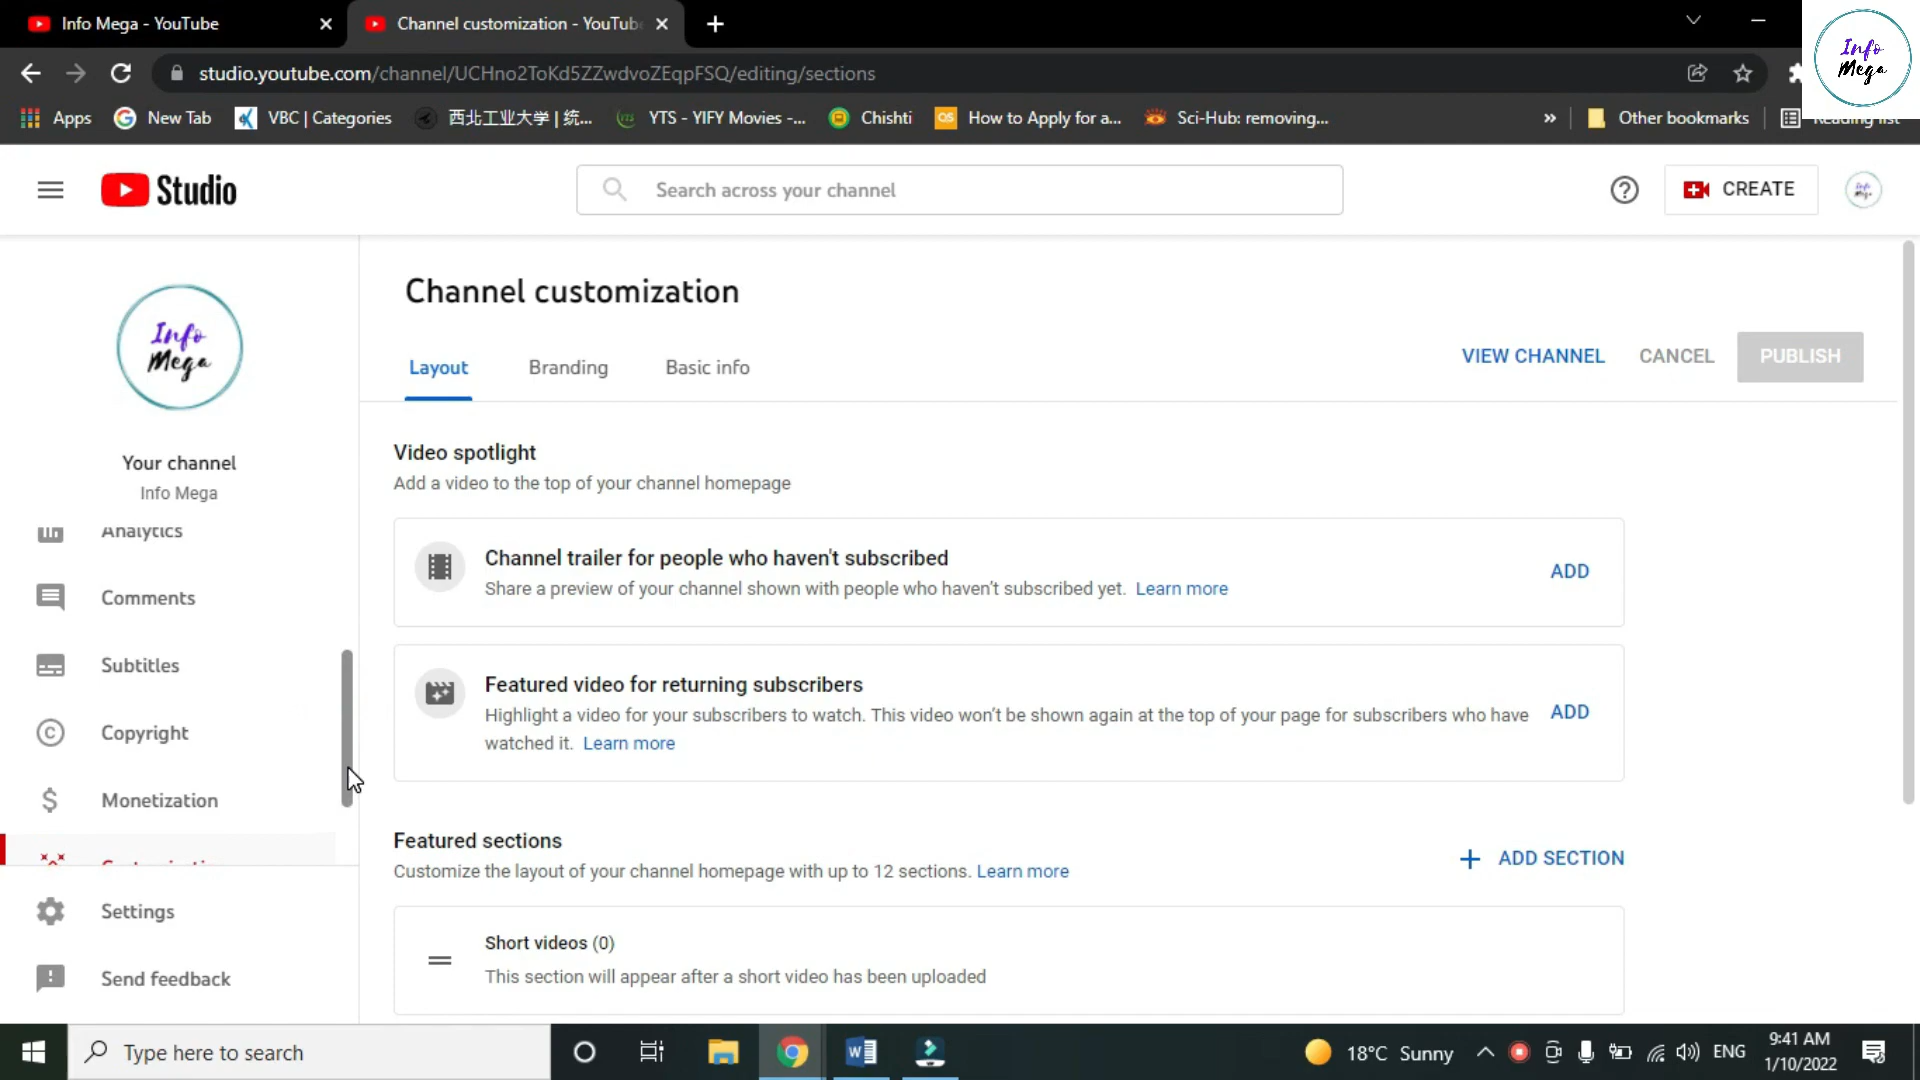 Info Mega - YouTube
Channel customization - YouTub
studio.youtube.com/channel/UCHno2ToKd5ZZwdvoZEqpFSQ/editing/sections
Info
Mega
Apps
New Tab
VBC | Categories
西北工业大学 | 统...
YTS - YIFY Movies -...
Chishti
How to Apply for a...
Sci-Hub: removing...
»
Other bookmarks
Reading list
Studio
Search across your channel
CREATE
Info
Mega
Your channel
Info Mega
Analytics
Comments
Subtitles
Copyright
Monetization
Customization
Settings
Send feedback
Channel customization
Layout
Branding
Basic info
VIEW CHANNEL
CANCEL
PUBLISH
Video spotlight
Add a video to the top of your channel homepage
Channel trailer for people who haven't subscribed
Share a preview of your channel shown with people who haven't subscribed yet. Learn more
ADD
Featured video for returning subscribers
Highlight a video for your subscribers to watch. This video won't be shown again at the top of your page for subscribers who have
watched it. Learn more
ADD
Featured sections
Customize the layout of your channel homepage with up to 12 sections. Learn more
+ ADD SECTION
Short videos (0)
This section will appear after a short video has been uploaded
Type here to search
18°C Sunny
ENG
9:41 AM
1/10/2022